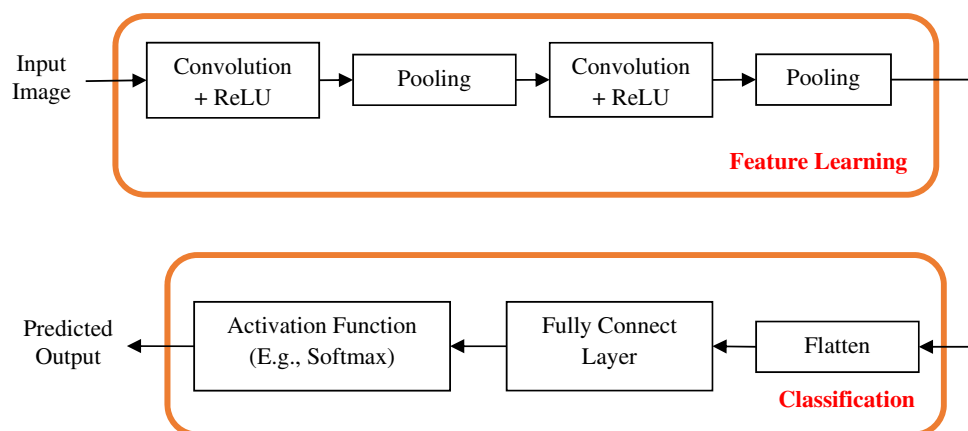 Input
Image
Convolution
+ ReLU
Pooling
Convolution
+ ReLU
Pooling
Feature Learning
Predicted
Output
Activation Function
(E.g., Softmax)
Fully Connect
Layer
Flatten
Classification